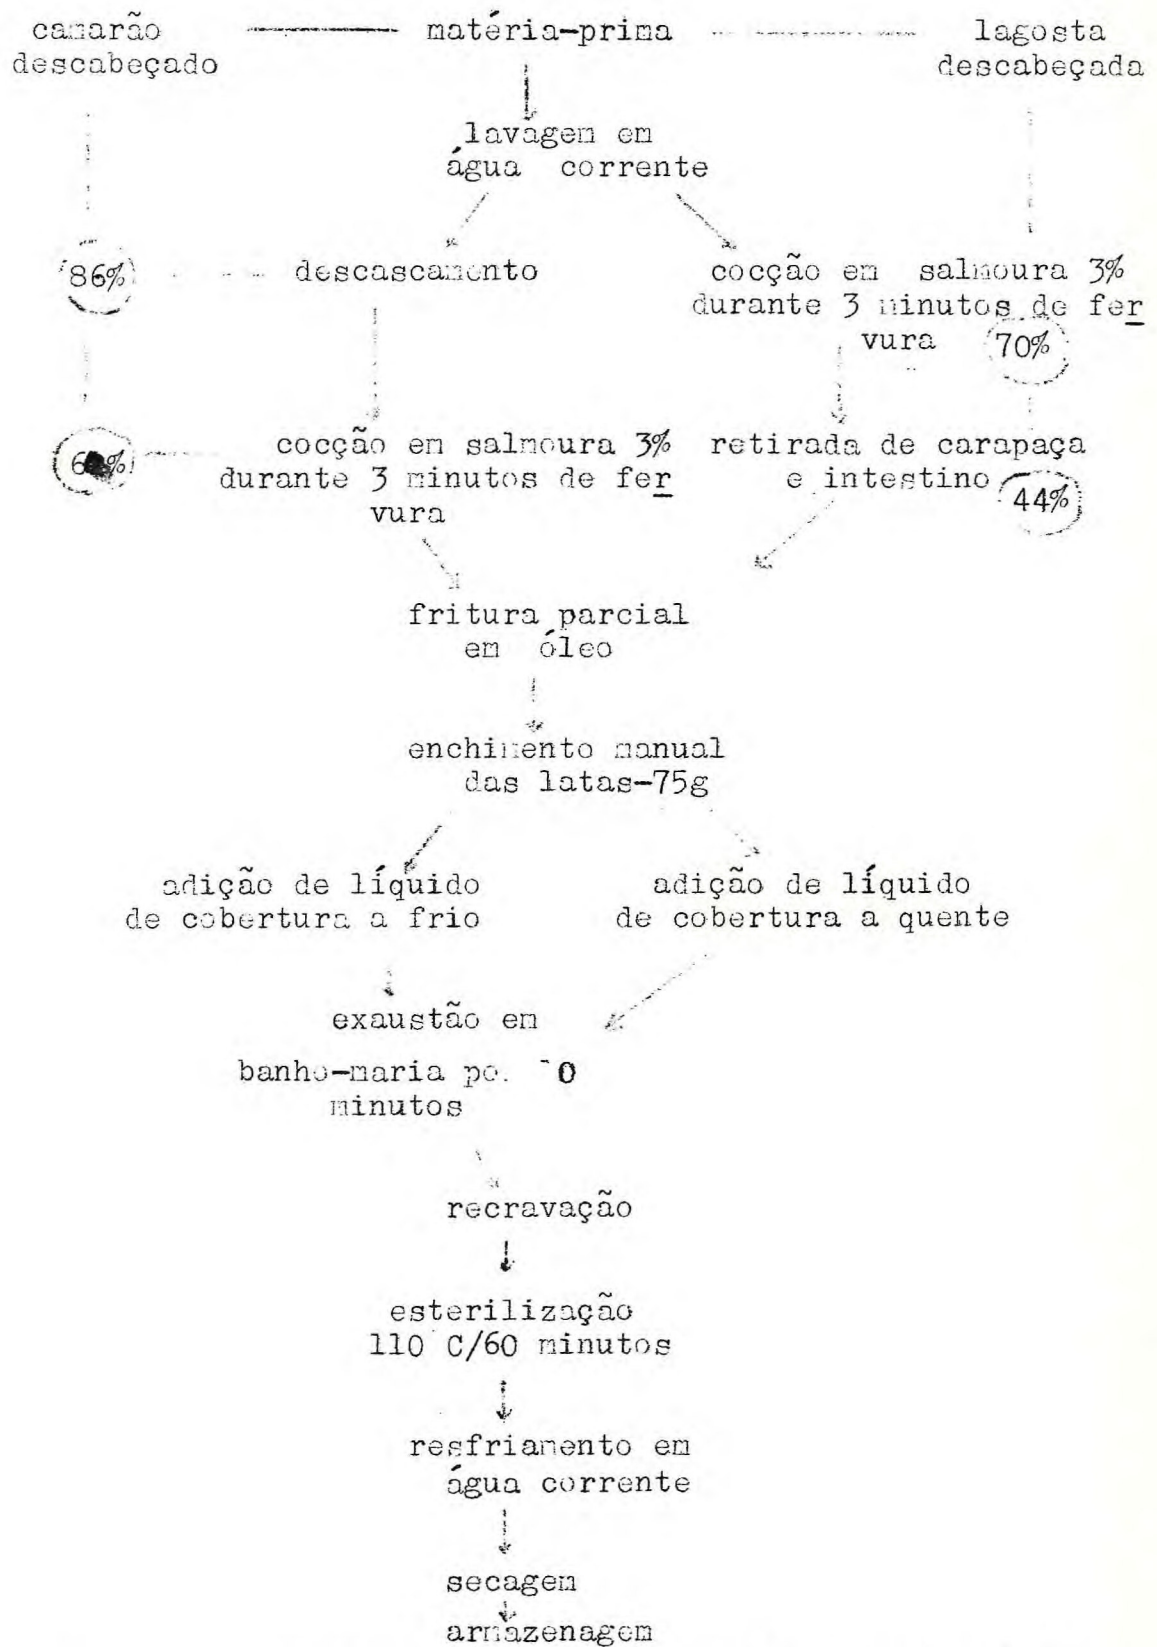 camarão matéria-prima lagosta
descabeçado descabeçada
lavagem em
água corrente
86% descascamento cocção em salmoura 3%
durante 3 minutos de fer
vura 70%
cocção em salmoura 3% retirada de carapaça
durante 3 minutos de fer e intestino 44%
vura
fritura parcial
em óleo
enchimento manual
das latas-75g
adição de líquido adição de líquido
de cobertura a frio de cobertura a quente
exaustão em
banho-maria
minutos
recravação
esterilização
110 C/60 minutos
resfriamento em
água corrente
secagem
armazenagem